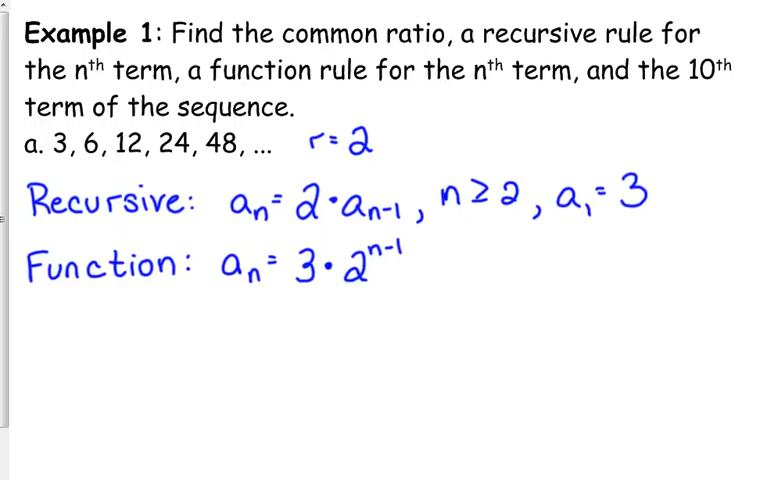 Example 1: Find the common ratio, a recursive rule for
the nᵗʰ term, a function rule for the nᵗʰ term, and the 10ᵗʰ
term of the sequence.
a. 3, 6, 12, 24, 48, ... r = 2
Recursive: aₙ = 2 · aₙ₋₁, n ≥ 2, a₁ = 3
Function: aₙ = 3 · 2ⁿ⁻¹